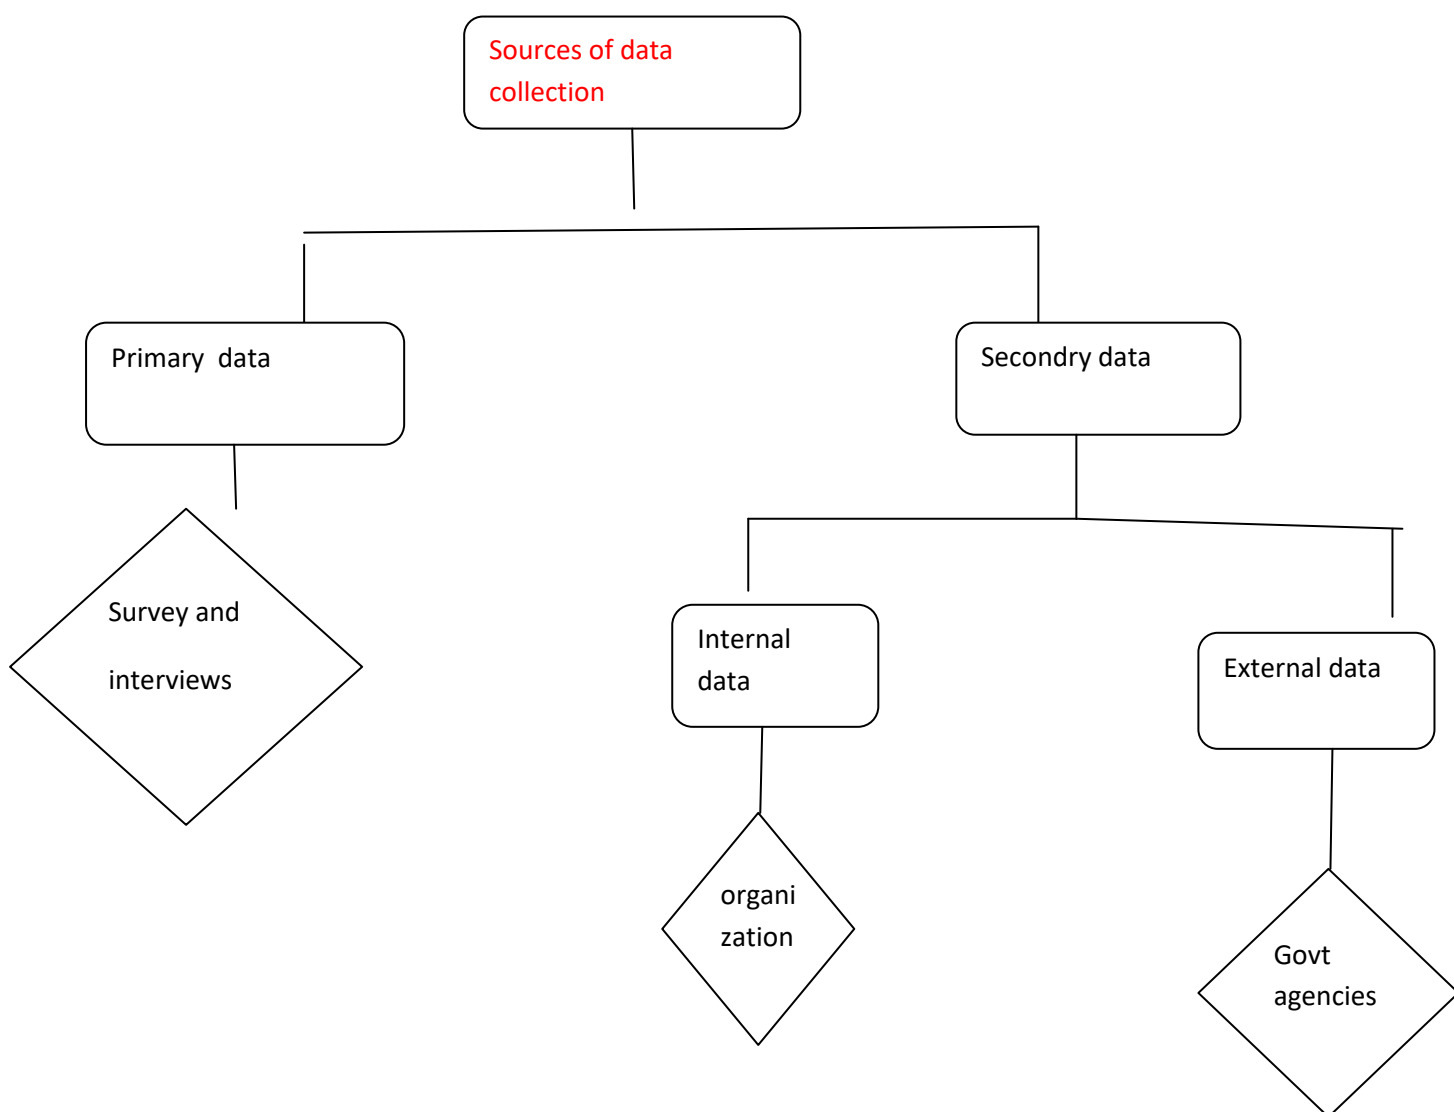 Sources of data
collection
Primary  data
Secondry data
Survey and
interviews
Internal
data
External data
organi
zation
Govt
agencies